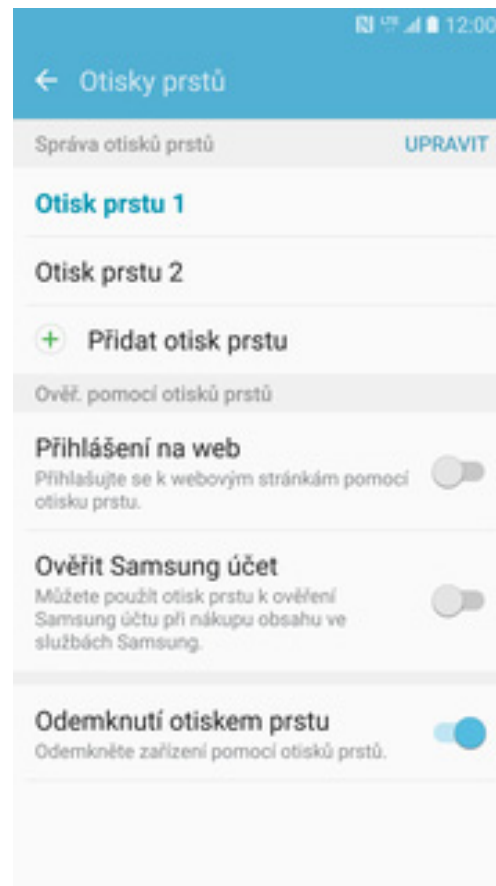 12:00
Otisky prstů
Správa otisků prstů UPRAVIT
Otisk prstu 1
Otisk prstu 2
Přidat otisk prstu
Ověř. pomocí otisků prstů
Přihlášení na web
Přihlašujte se k webovým stránkám pomocí
otisku prstu.
Ověřit Samsung účet
Můžete použít otisk prstu k ověření
Samsung účtu při nákupu obsahu ve
službách Samsung.
Odemknutí otiskem prstu
Odemkněte zařízení pomocí otisků prstů.